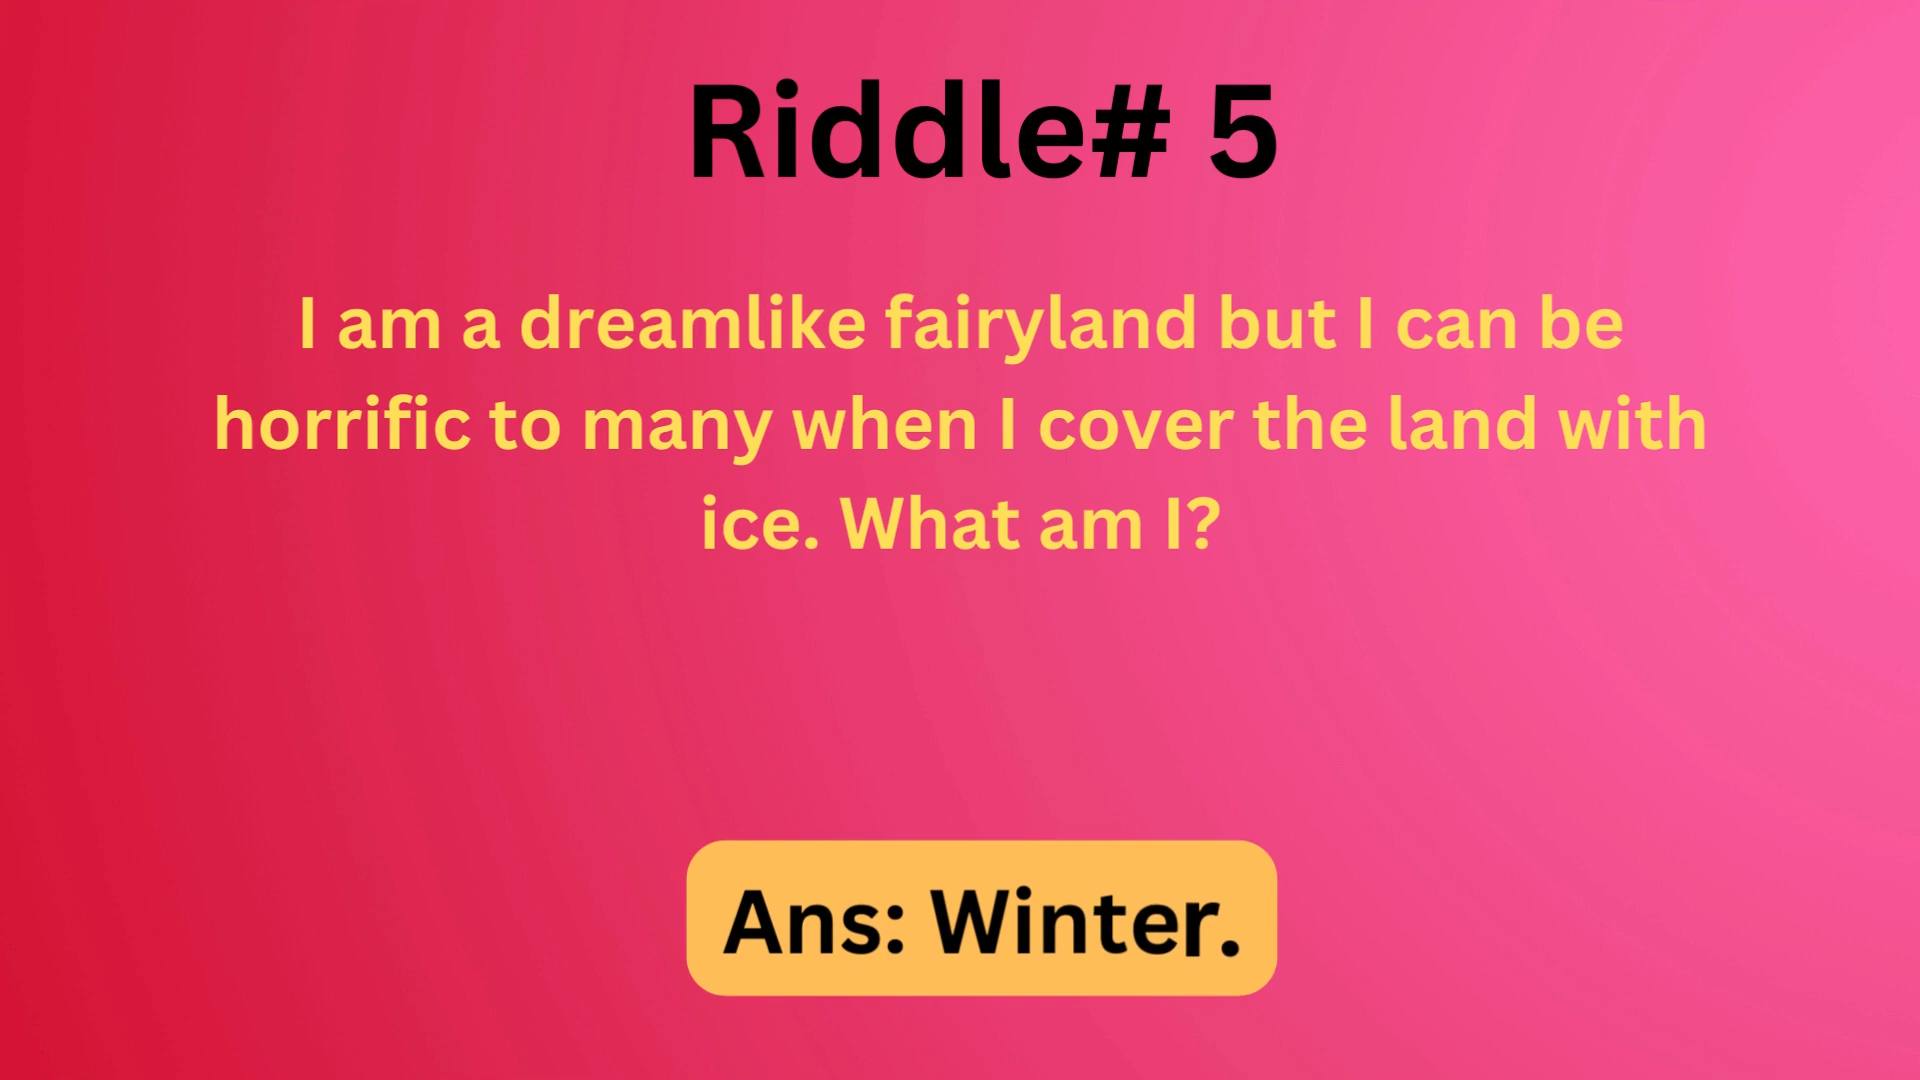 Riddle# 5
I am a dreamlike fairyland but I can be
horrific to many when I cover the land with
ice. What am I?
Ans: Winter.